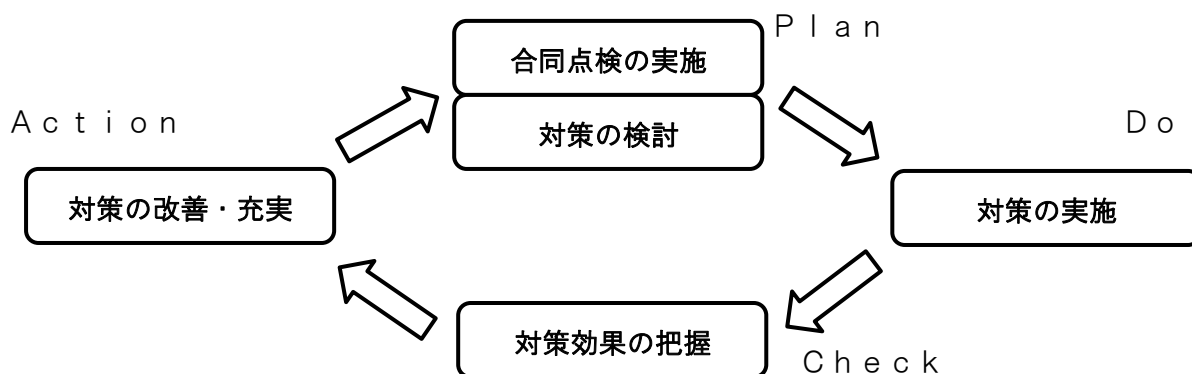 Ｐｌａｎ
合同点検の実施
対策の検討
Ｄｏ
対策の実施
Ｃｈｅｃｋ
対策効果の把握
Ａｃｔｉｏｎ
対策の改善・充実